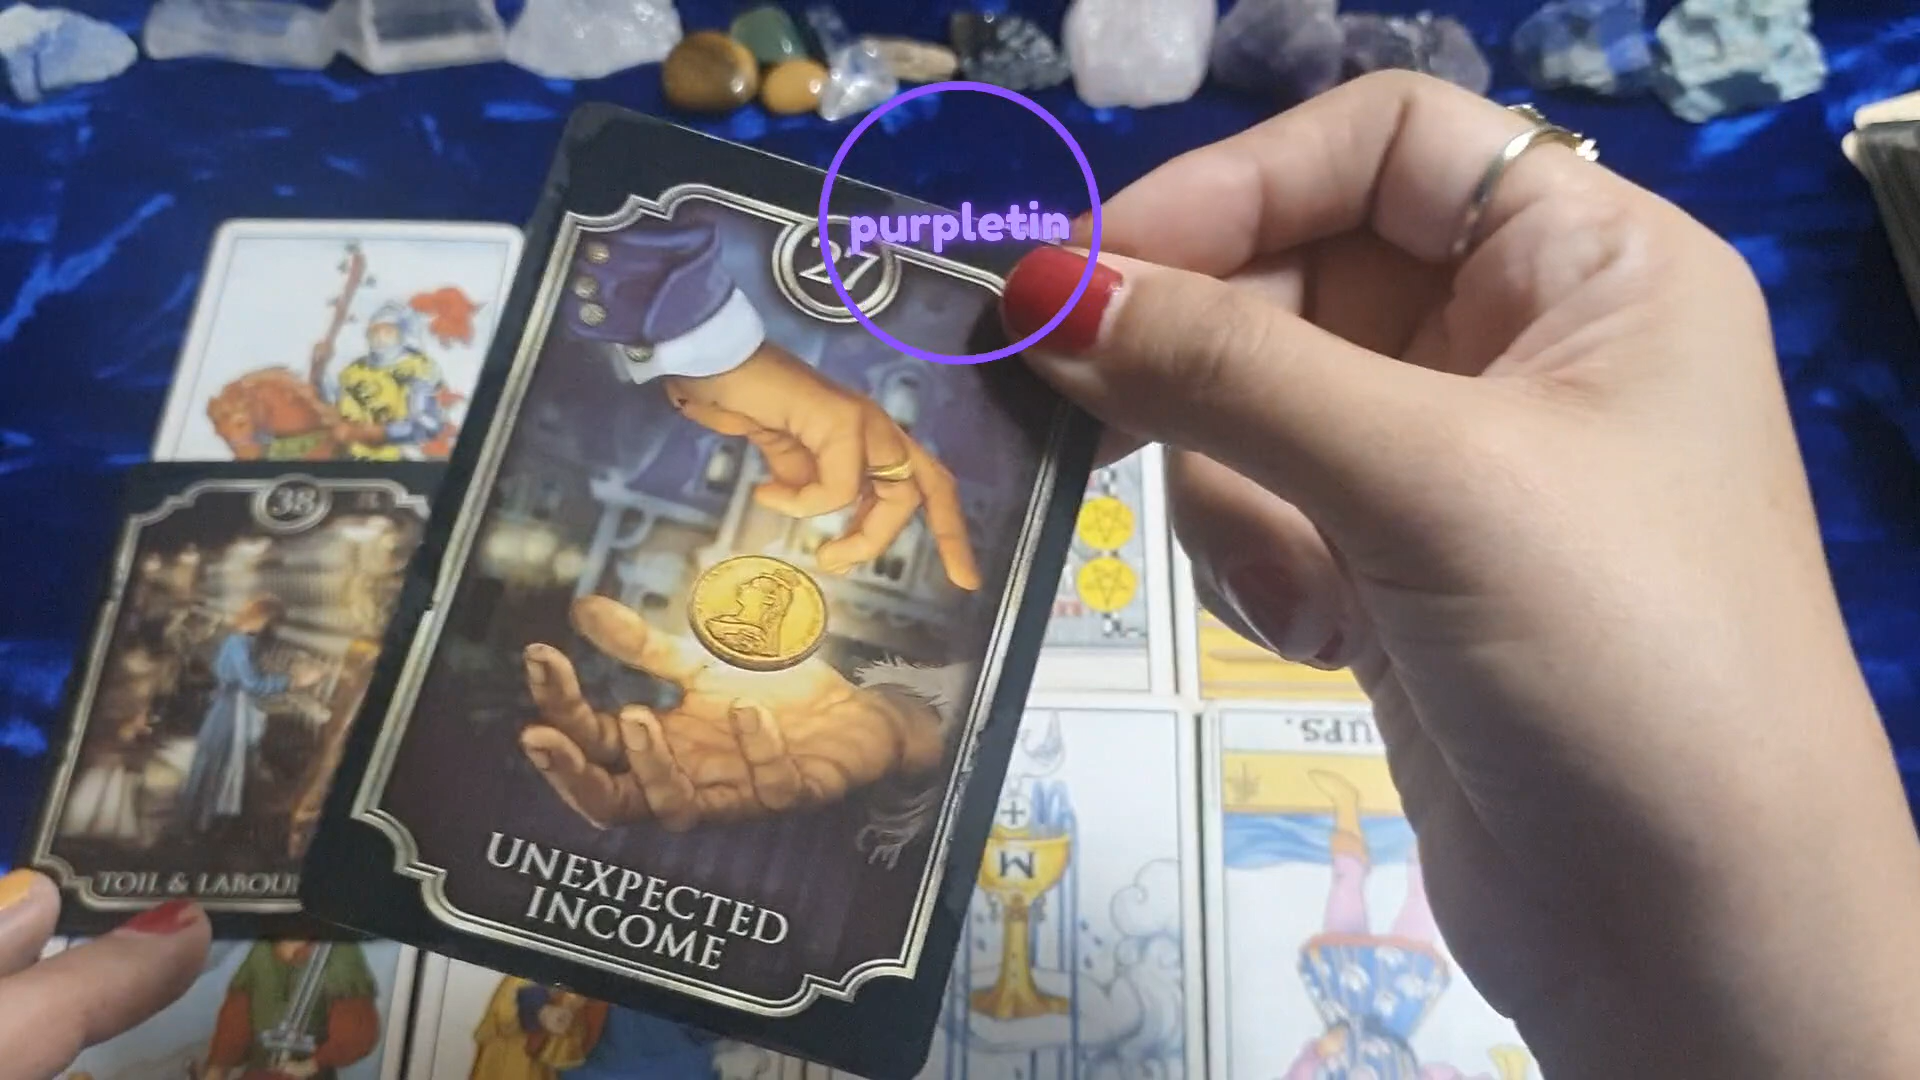 purpletin
27
38
UNEXPECTED
INCOME
TOIL & LABOU
UPS.